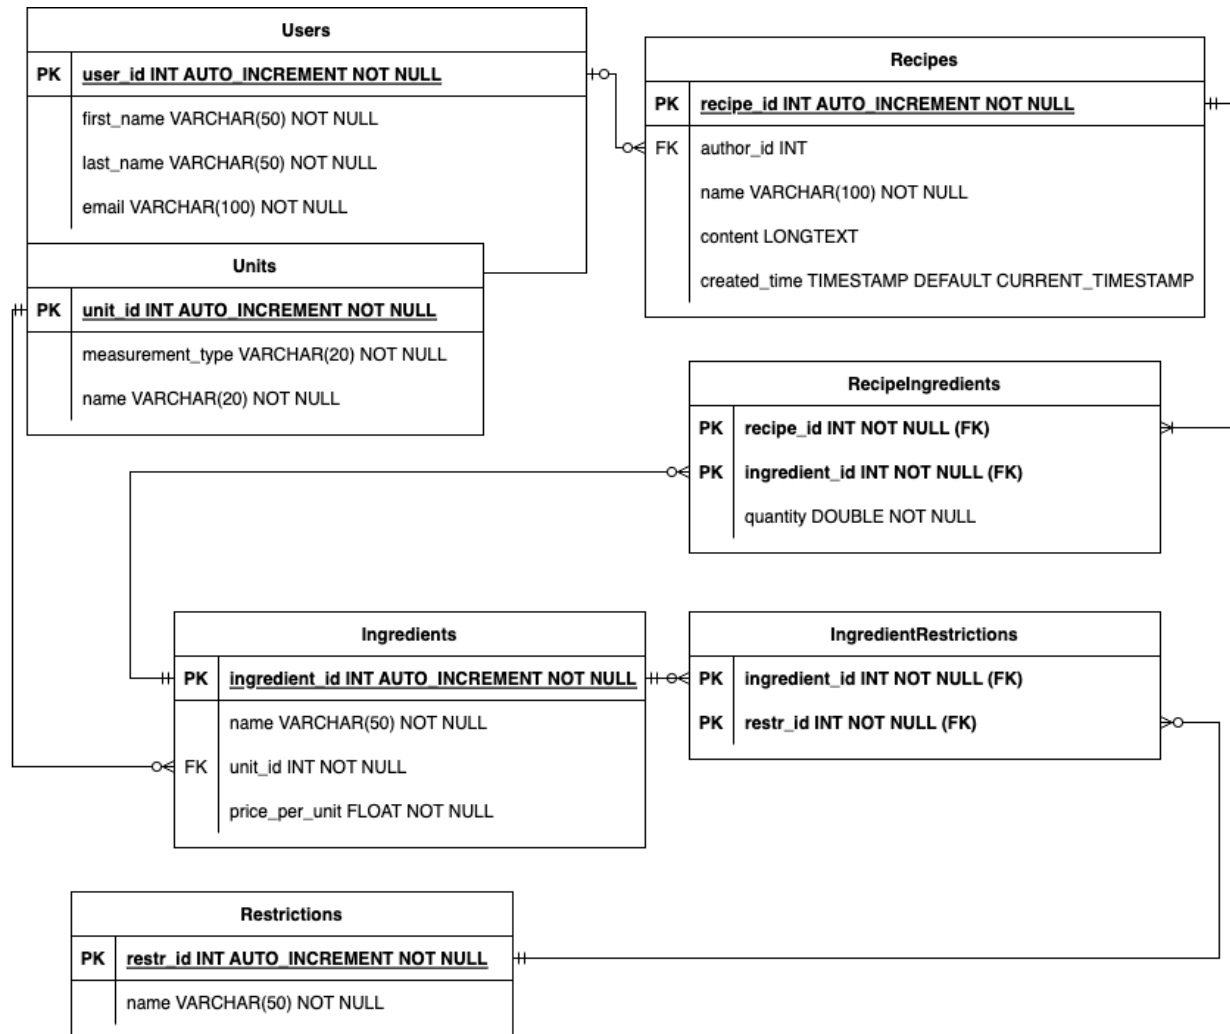 Users
PK user_id INT AUTO_INCREMENT NOT NULL
first_name VARCHAR(50) NOT NULL
last_name VARCHAR(50) NOT NULL
email VARCHAR(100) NOT NULL
Recipes
PK recipe_id INT AUTO_INCREMENT NOT NULL
FK author_id INT
name VARCHAR(100) NOT NULL
content LONGTEXT
created_time TIMESTAMP DEFAULT CURRENT_TIMESTAMP
Units
PK unit_id INT AUTO_INCREMENT NOT NULL
measurement_type VARCHAR(20) NOT NULL
name VARCHAR(20) NOT NULL
RecipeIngredients
PK recipe_id INT NOT NULL (FK)
PK ingredient_id INT NOT NULL (FK)
quantity DOUBLE NOT NULL
Ingredients
PK ingredient_id INT AUTO_INCREMENT NOT NULL
name VARCHAR(50) NOT NULL
FK unit_id INT NOT NULL
price_per_unit FLOAT NOT NULL
IngredientRestrictions
PK ingredient_id INT NOT NULL (FK)
PK restr_id INT NOT NULL (FK)
Restrictions
PK restr_id INT AUTO_INCREMENT NOT NULL
name VARCHAR(50) NOT NULL